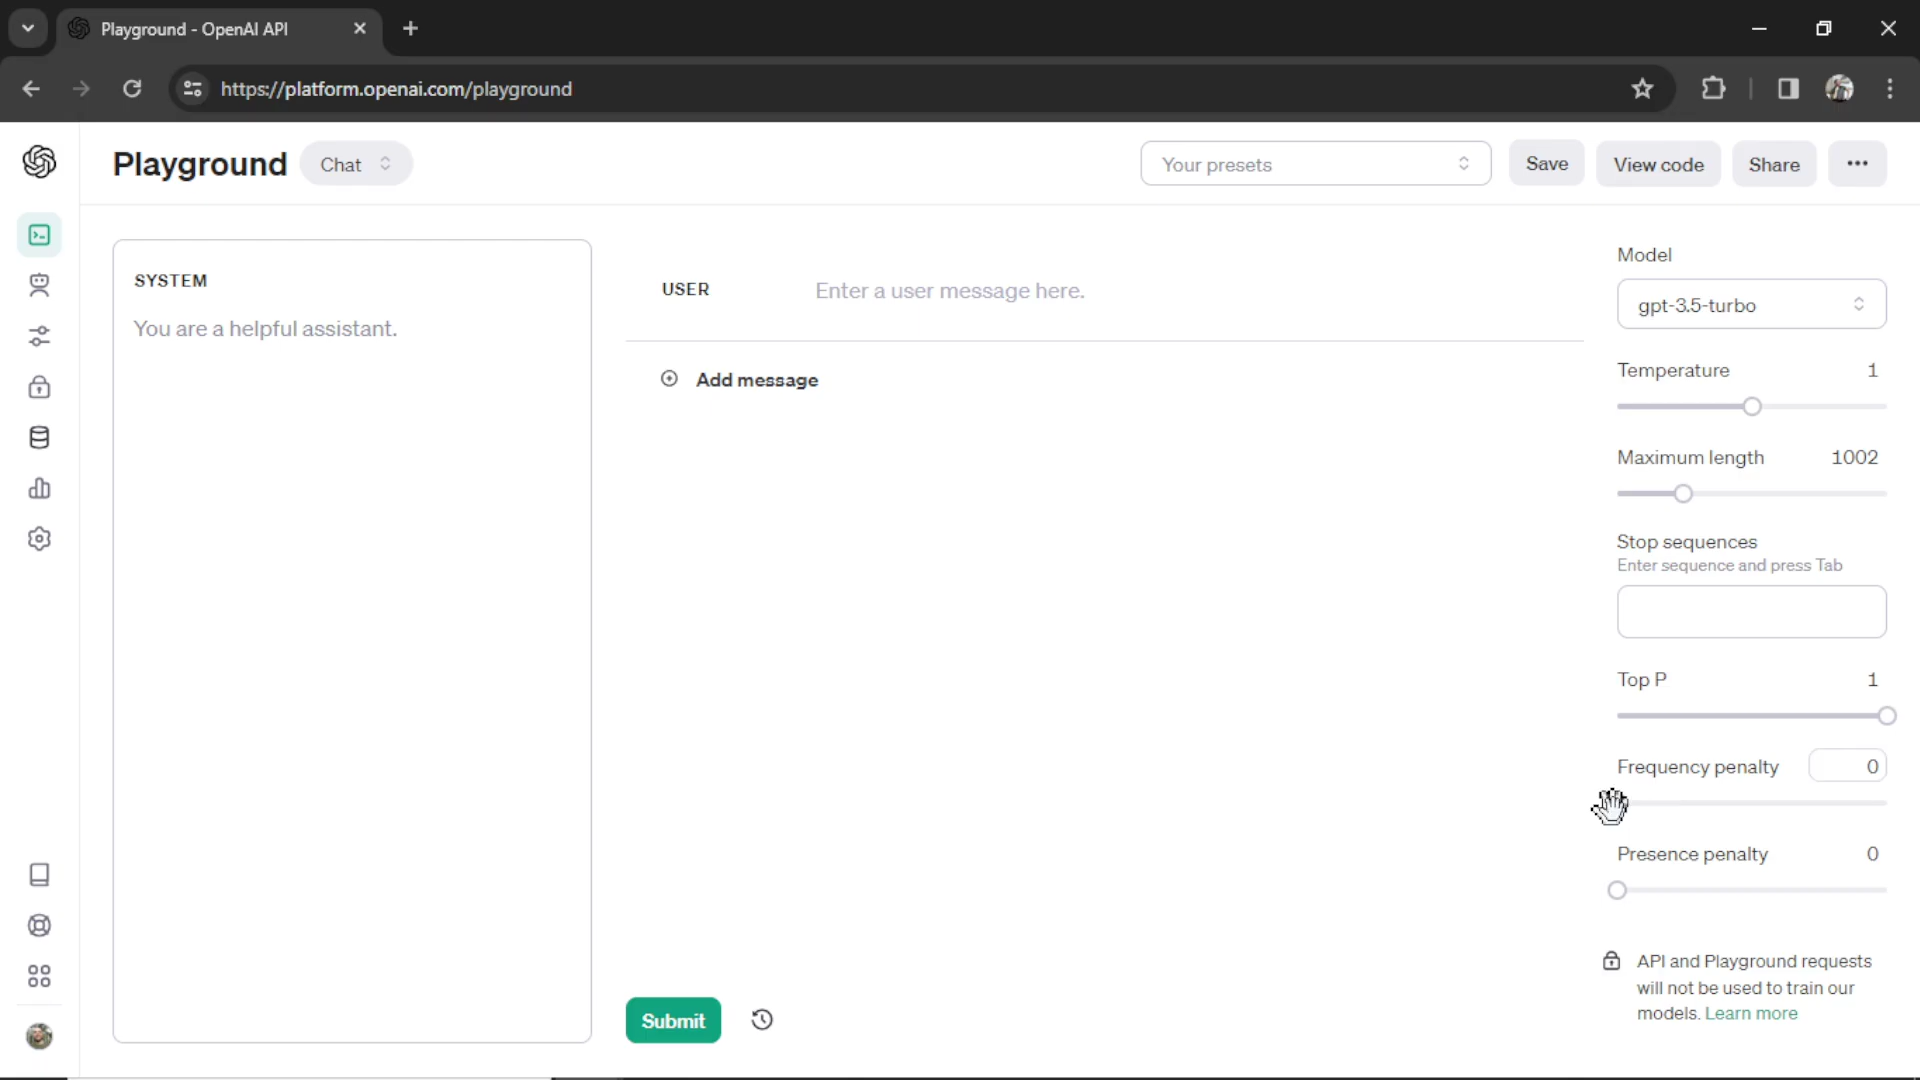 Playground - OpenAI API
https://platform.openai.com/playground
Playground
Chat
Your presets
Save
View code
Share
SYSTEM
You are a helpful assistant.
USER
Enter a user message here.
Add message
Submit
Model
gpt-3.5-turbo
Temperature 1
Maximum length 1002
Stop sequences
Enter sequence and press Tab
Top P 1
Frequency penalty 0
Presence penalty 0
API and Playground requests
will not be used to train our
models. Learn more